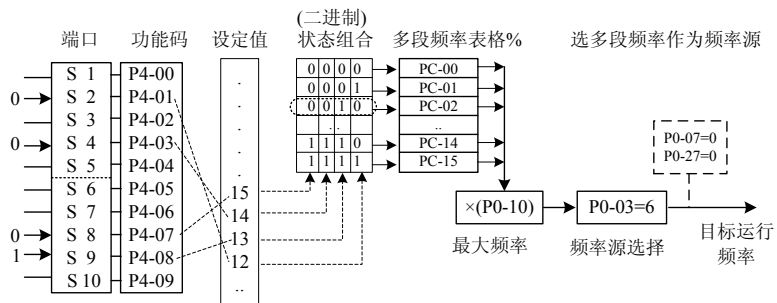 (二进制)
端口 功能码 设定值 状态组合 多段频率表格% 选多段频率作为频率源
S 1 P4-00 0 0 0 0 PC-00
0 S 2 P4-01 . 0 0 0 1 PC-01
S 3 P4-02 . 0 0 1 0 PC-02
0 S 4 P4-03 . .. .. P0-07=0
S 5 P4-04 . 1 1 1 0 PC-14 P0-27=0
S 6 P4-05 . 1 1 1 1 PC-15
S 7 P4-06 15
0 S 8 P4-07 14 ×(P0-10) P0-03=6
1 S 9 P4-08 13 最大频率 频率源选择 目标运行
S 10 P4-09 12 频率
..